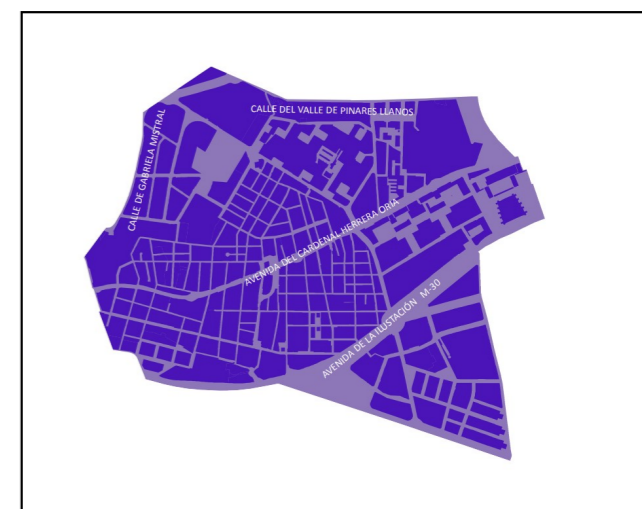 CALLE DEL VALLE DE PINARES LLANOS
CALLE DE GABRIELA MISTRAL
AVENIDA DEL CARDENAL HERRERA ORIA
AVENIDA DE LA ILUSTACIÓN M-30